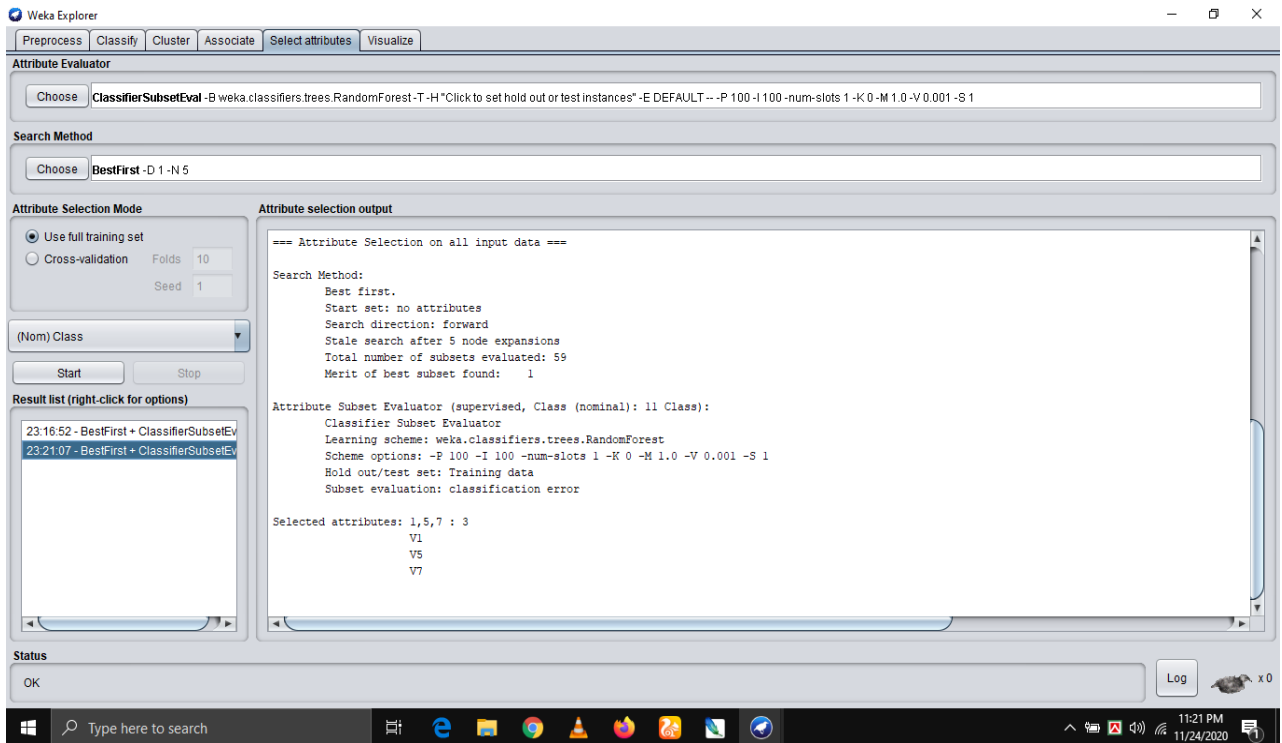 Weka Explorer
Preprocess Classify Cluster Associate Select attributes Visualize
Attribute Evaluator
Choose ClassifierSubsetEval -B weka.classifiers.trees.RandomForest -T -H "Click to set hold out or test instances" -E DEFAULT -- -P 100 -I 100 -num-slots 1 -K 0 -M 1.0 -V 0.001 -S 1
Search Method
Choose BestFirst -D 1 -N 5
Attribute Selection Mode
Use full training set
Cross-validation Folds 10
Seed 1
(Nom) Class
Start Stop
Result list (right-click for options)
23:16:52 - BestFirst + ClassifierSubsetEv
23:21:07 - BestFirst + ClassifierSubsetEv
Attribute selection output
=== Attribute Selection on all input data ===
Search Method:
Best first.
Start set: no attributes
Search direction: forward
Stale search after 5 node expansions
Total number of subsets evaluated: 59
Merit of best subset found: 1
Attribute Subset Evaluator (supervised, Class (nominal): 11 Class):
Classifier Subset Evaluator
Learning scheme: weka.classifiers.trees.RandomForest
Scheme options: -P 100 -I 100 -num-slots 1 -K 0 -M 1.0 -V 0.001 -S 1
Hold out/test set: Training data
Subset evaluation: classification error
Selected attributes: 1,5,7 : 3
V1
V5
V7
Status
OK
Log x 0
Type here to search
11:21 PM
11/24/2020
1